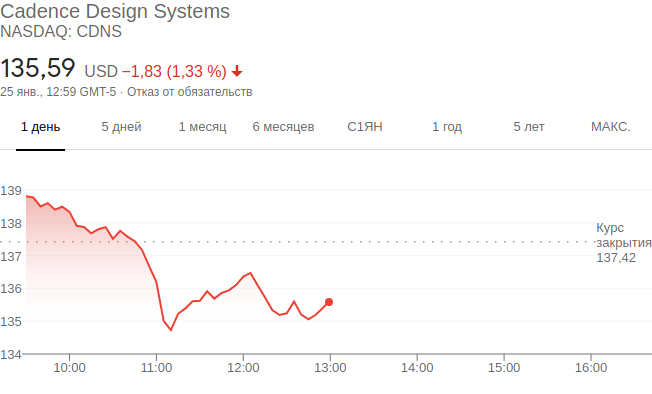 Cadence Design Systems
NASDAQ: CDNS
135,59 USD −1,83 (1,33 %) ↓
25 янв., 12:59 GMT-5 · Отказ от обязательств
1 день 5 дней 1 месяц 6 месяцев С1ЯН 1 год 5 лет МАКС.
139
138
Курс
закрытия
137,42
137
136
135
134
10:00 11:00 12:00 13:00 14:00 15:00 16:00